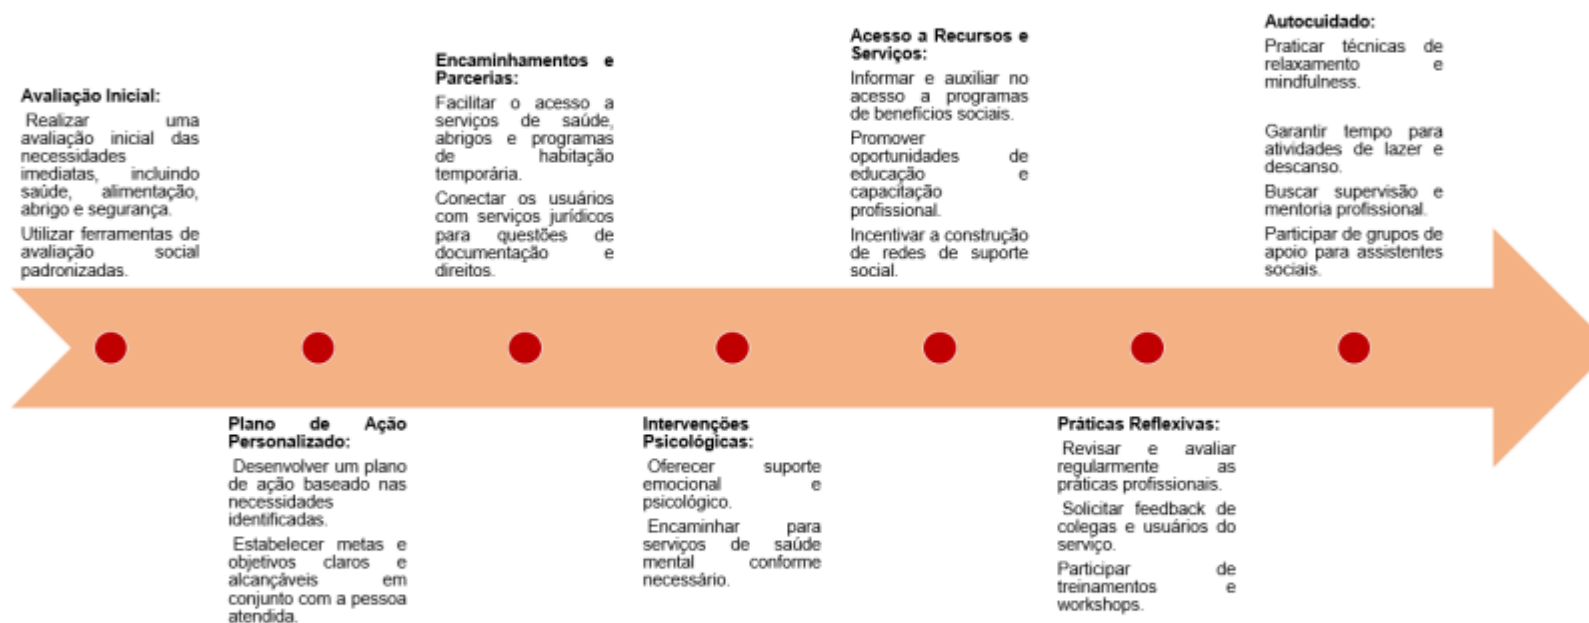 Avaliação Inicial:
Realizar uma
avaliação inicial das
necessidades
imediatas, incluindo
saúde, alimentação,
abrigo e segurança.
Utilizar ferramentas de
avaliação social
padronizadas.
Plano de Ação
Personalizado:
Desenvolver um plano
de ação baseado nas
necessidades
identificadas.
Estabelecer metas e
objetivos claros e
alcançáveis em
conjunto com a pessoa
atendida.
Encaminhamentos e
Parcerias:
Facilitar o acesso a
serviços de saúde,
abrigos e programas
de habitação
temporária.
Conectar os usuários
com serviços jurídicos
para questões de
documentação e
direitos.
Intervenções
Psicológicas:
Oferecer suporte
emocional e
psicológico.
Encaminhar para
serviços de saúde
mental conforme
necessário.
Acesso a Recursos e
Serviços:
Informar e auxiliar no
acesso a programas
de benefícios sociais.
Promover
oportunidades de
educação e
capacitação
profissional.
Incentivar a construção
de redes de suporte
social.
Práticas Reflexivas:
Revisar e avaliar
regularmente as
práticas profissionais.
Solicitar feedback de
colegas e usuários do
serviço.
Participar de
treinamentos e
workshops.
Autocuidado:
Praticar técnicas de
relaxamento e
mindfulness.
Garantir tempo para
atividades de lazer e
descanso.
Buscar supervisão e
mentoria profissional.
Participar de grupos de
apoio para assistentes
sociais.